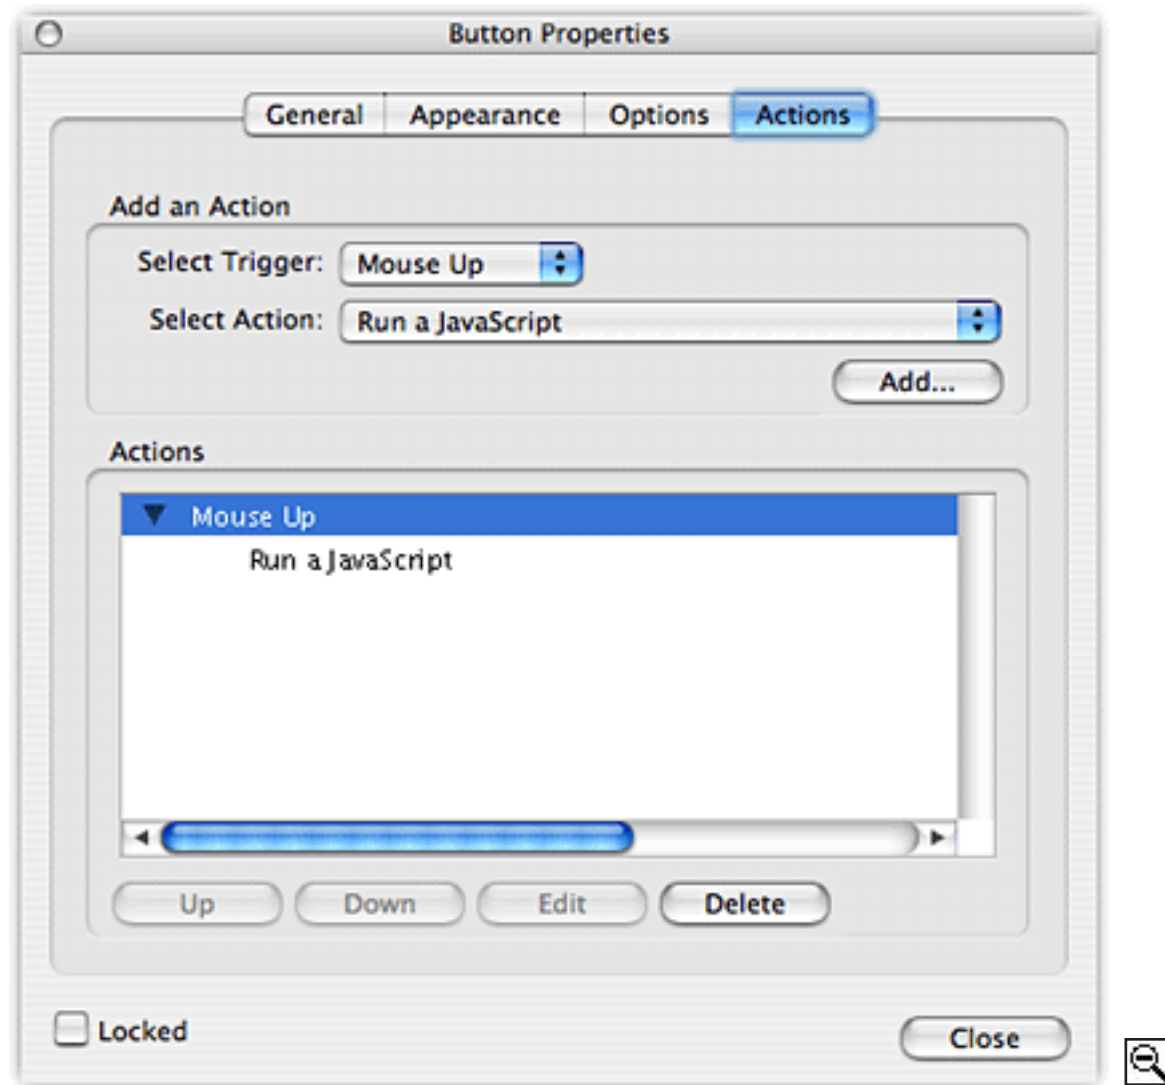 Button Properties
General Appearance Options Actions
Add an Action
Select Trigger: Mouse Up
Select Action: Run a JavaScript
Add...
Actions
Mouse Up
Run a JavaScript
Up Down Edit Delete
Locked Close